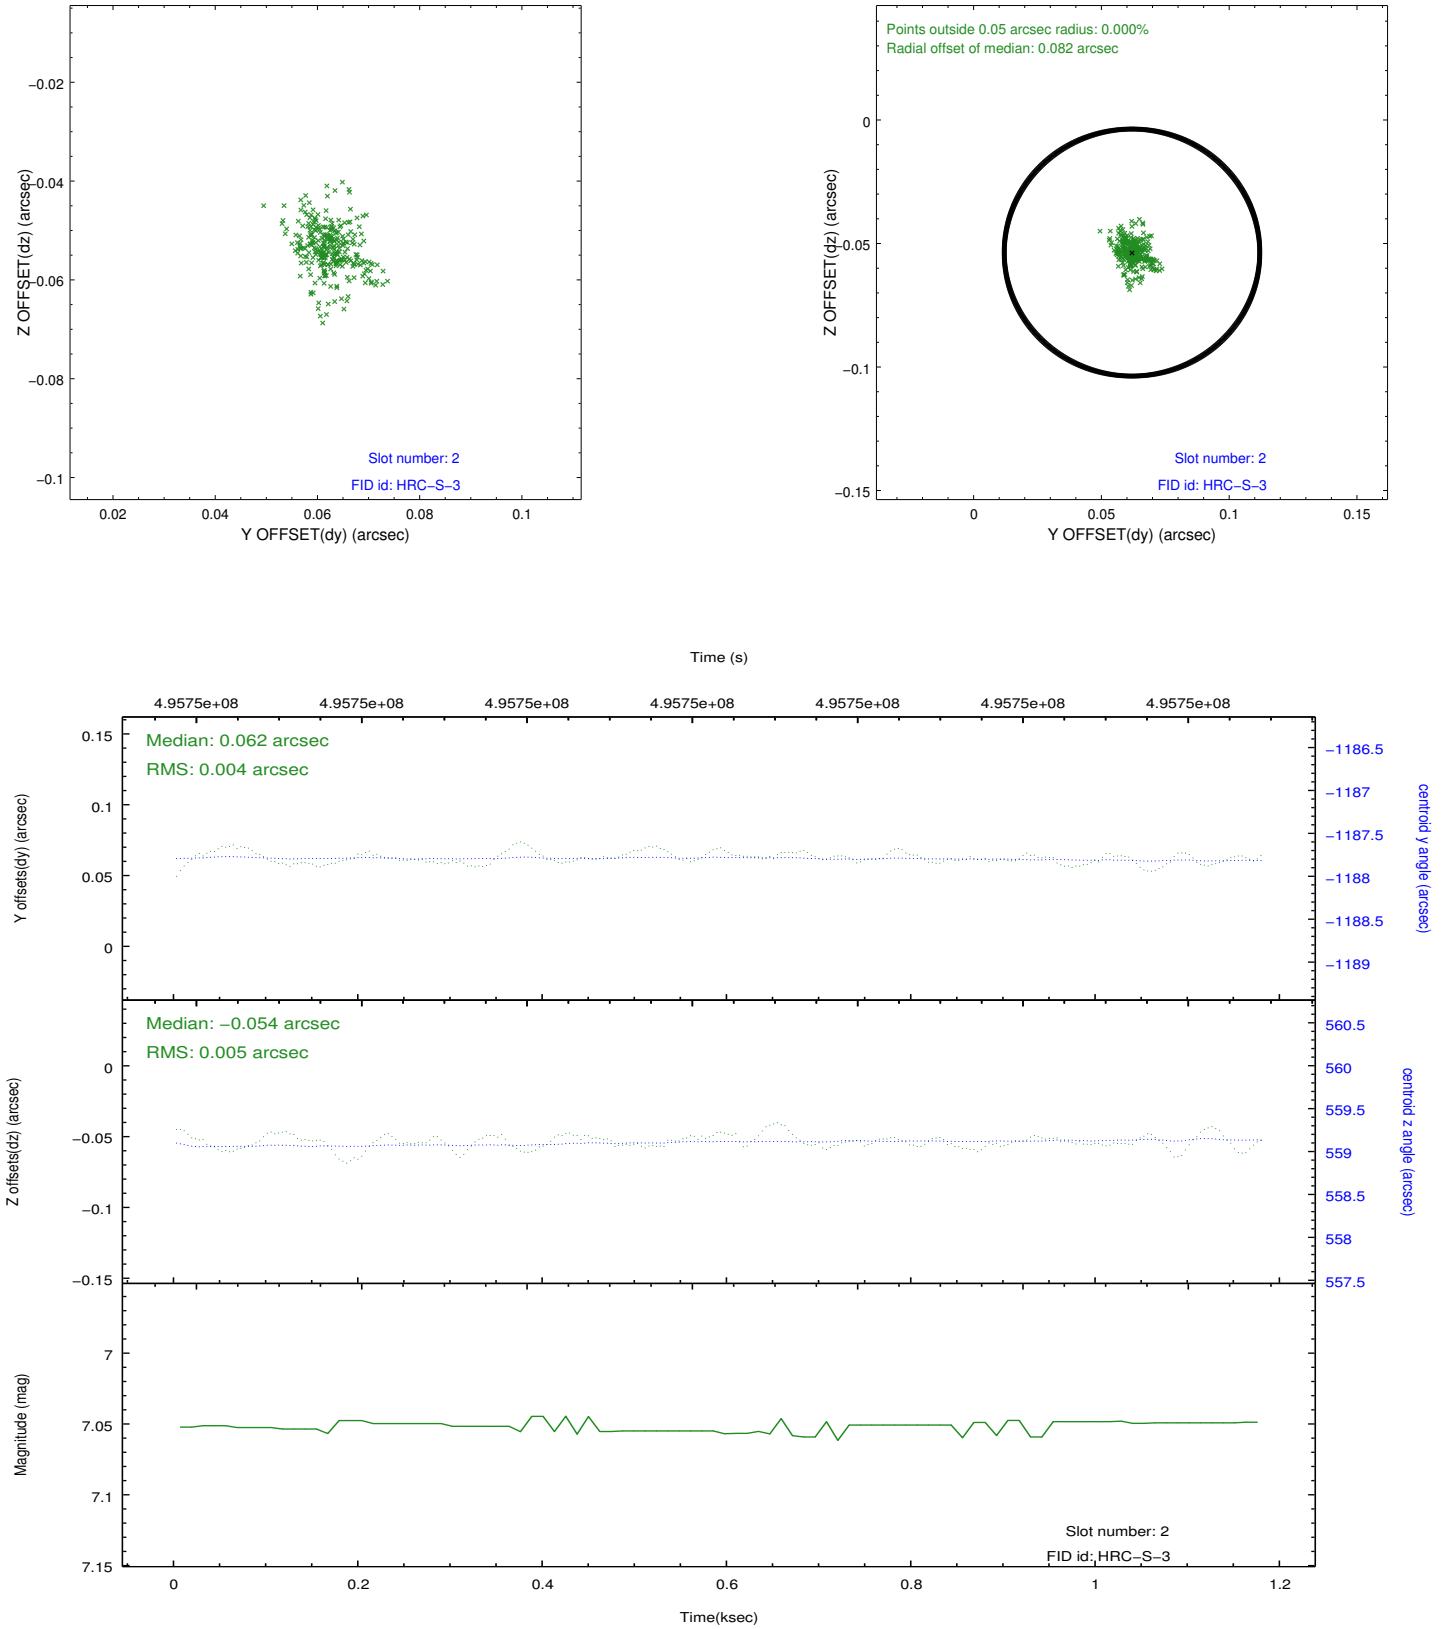 −0.02
−0.04
−0.06
−0.08
−0.1
Z OFFSET(dz) (arcsec)
Slot number: 2
FID id: HRC−S−3
0.02 0.04 0.06 0.08 0.1
Y OFFSET(dy) (arcsec)
Points outside 0.05 arcsec radius: 0.000%
Radial offset of median: 0.082 arcsec
0
−0.05
−0.1
−0.15
Z OFFSET(dz) (arcsec)
Slot number: 2
FID id: HRC−S−3
0 0.05 0.1 0.15
Y OFFSET(dy) (arcsec)
Time (s)
4.9575e+08 4.9575e+08 4.9575e+08 4.9575e+08 4.9575e+08 4.9575e+08 4.9575e+08
Median: 0.062 arcsec
RMS: 0.004 arcsec
0.15
0.1
0.05
0
Y offsets(dy) (arcsec)
−1186.5
−1187
−1187.5
−1188
−1188.5
−1189
centroid y angle (arcsec)
Median: −0.054 arcsec
RMS: 0.005 arcsec
0
−0.05
−0.1
−0.15
Z offsets(dz) (arcsec)
560.5
560
559.5
559
558.5
558
557.5
centroid z angle (arcsec)
7
7.05
7.1
7.15
Magnitude (mag)
Slot number: 2
FID id: HRC−S−3
0 0.2 0.4 0.6 0.8 1 1.2
Time(ksec)